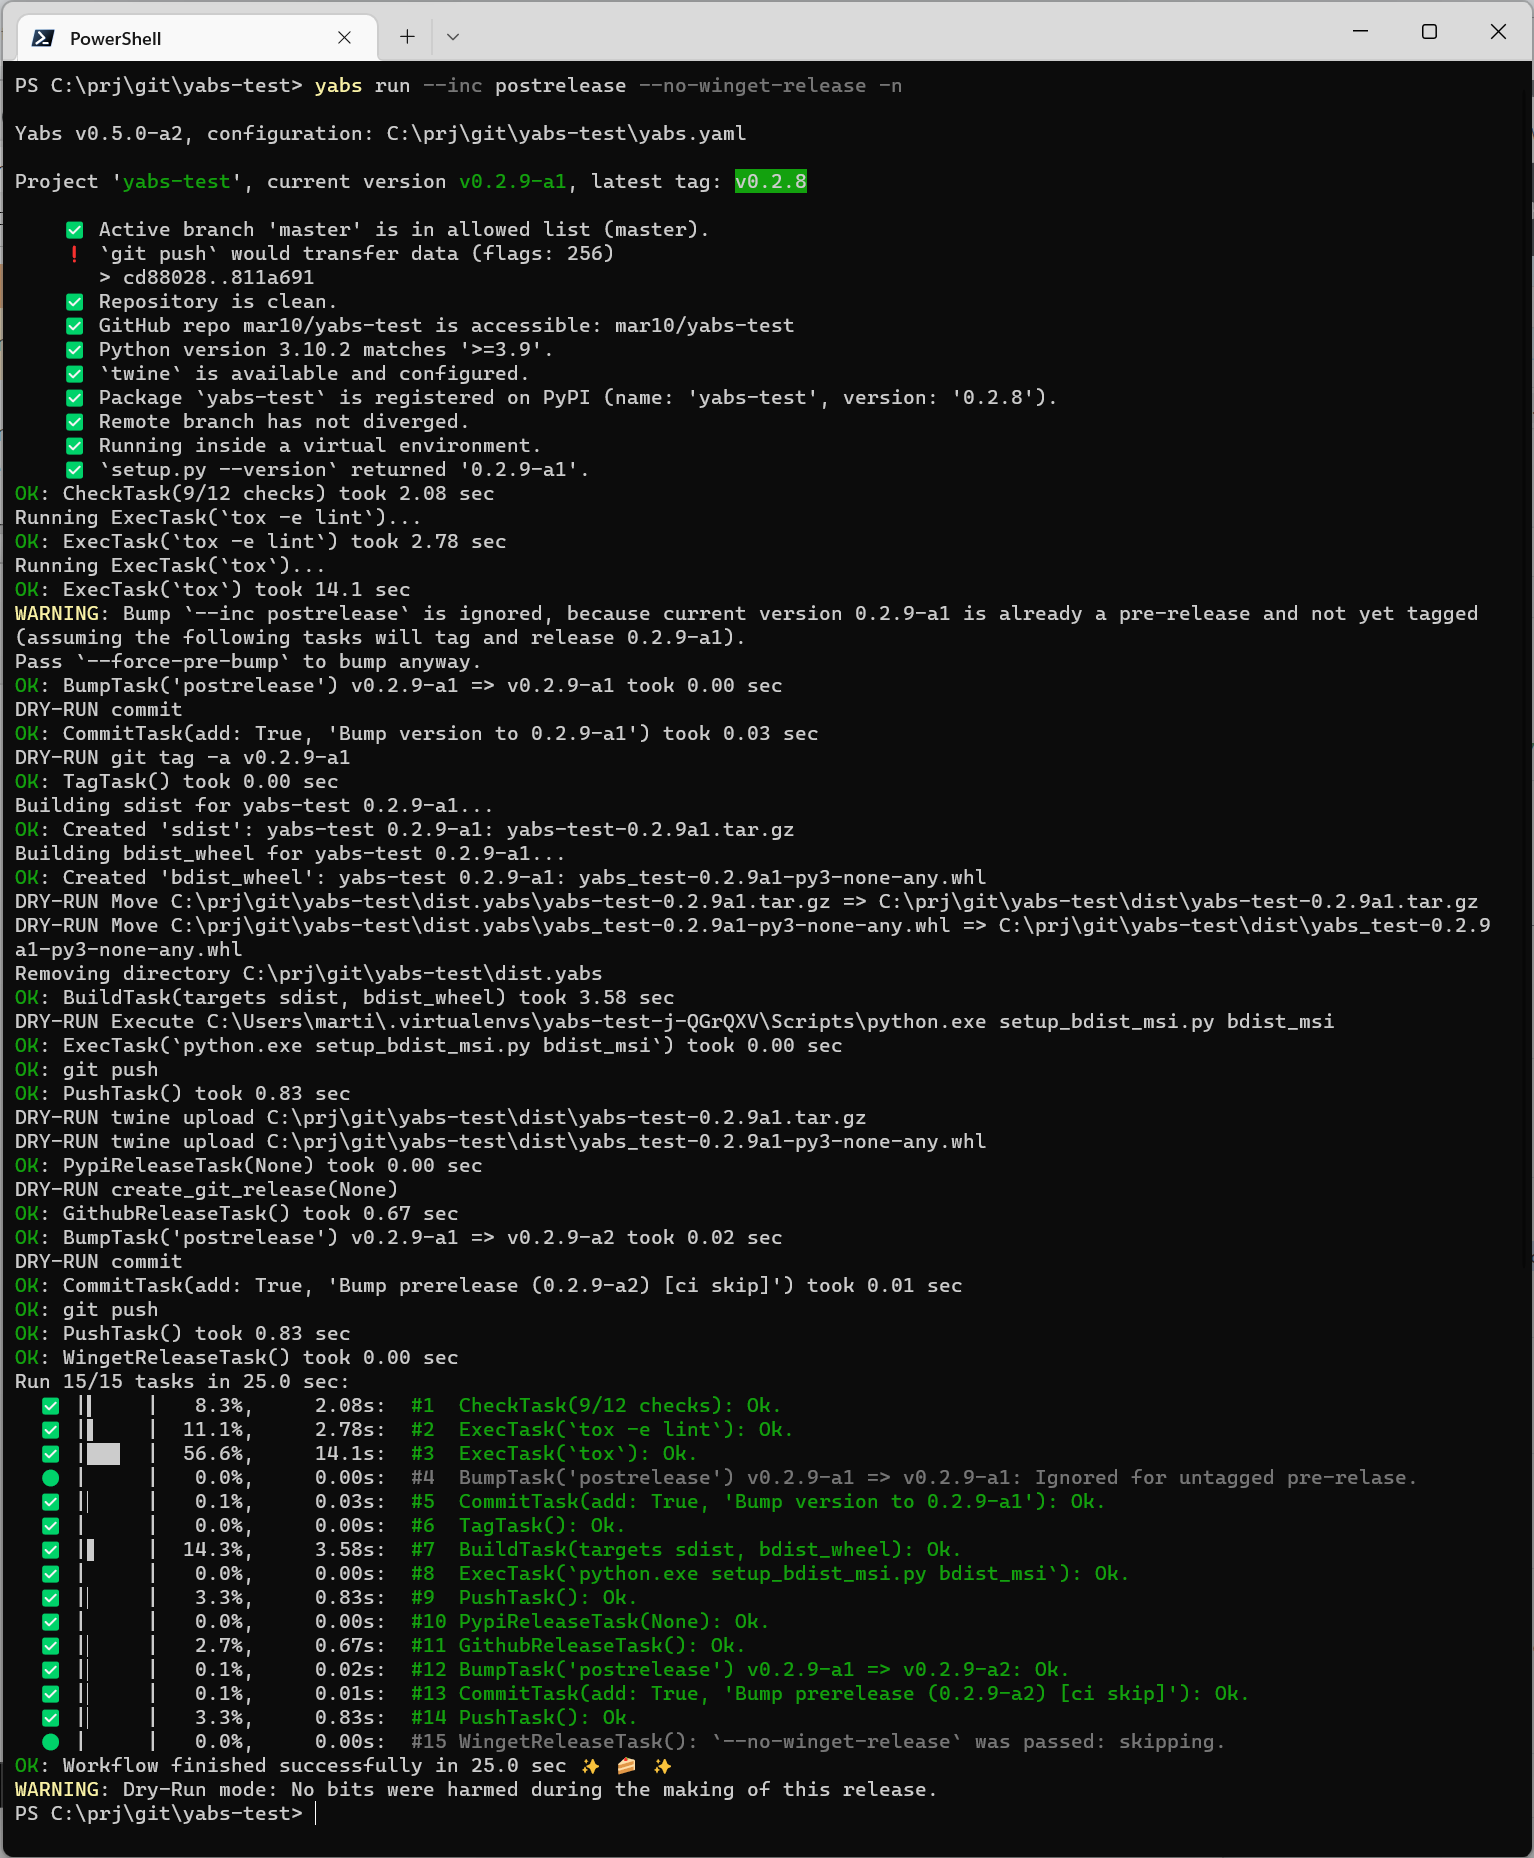 PowerShell
PS C:\prj\git\yabs-test> yabs run --inc postrelease --no-winget-release -n
Yabs v0.5.0-a2, configuration: C:\prj\git\yabs-test\yabs.yaml
Project 'yabs-test', current version v0.2.9-a1, latest tag: v0.2.8
✅ Active branch 'master' is in allowed list (master).
❗ `git push` would transfer data (flags: 256)
> cd88028..811a691
✅ Repository is clean.
✅ GitHub repo mar10/yabs-test is accessible: mar10/yabs-test
✅ Python version 3.10.2 matches '>=3.9'.
✅ `twine` is available and configured.
✅ Package `yabs-test` is registered on PyPI (name: 'yabs-test', version: '0.2.8').
✅ Remote branch has not diverged.
✅ Running inside a virtual environment.
✅ `setup.py --version` returned '0.2.9-a1'.
OK: CheckTask(9/12 checks) took 2.08 sec
Running ExecTask(`tox -e lint`)...
OK: ExecTask(`tox -e lint`) took 2.78 sec
Running ExecTask(`tox`)...
OK: ExecTask(`tox`) took 14.1 sec
WARNING: Bump `--inc postrelease` is ignored, because current version 0.2.9-a1 is already a pre-release and not yet tagged
(assuming the following tasks will tag and release 0.2.9-a1).
Pass `--force-pre-bump` to bump anyway.
OK: BumpTask('postrelease') v0.2.9-a1 => v0.2.9-a1 took 0.00 sec
DRY-RUN commit
OK: CommitTask(add: True, 'Bump version to 0.2.9-a1') took 0.03 sec
DRY-RUN git tag -a v0.2.9-a1
OK: TagTask() took 0.00 sec
Building sdist for yabs-test 0.2.9-a1...
OK: Created 'sdist': yabs-test 0.2.9-a1: yabs-test-0.2.9a1.tar.gz
Building bdist_wheel for yabs-test 0.2.9-a1...
OK: Created 'bdist_wheel': yabs-test 0.2.9-a1: yabs_test-0.2.9a1-py3-none-any.whl
DRY-RUN Move C:\prj\git\yabs-test\dist.yabs\yabs-test-0.2.9a1.tar.gz => C:\prj\git\yabs-test\dist\yabs-test-0.2.9a1.tar.gz
DRY-RUN Move C:\prj\git\yabs-test\dist.yabs\yabs_test-0.2.9a1-py3-none-any.whl => C:\prj\git\yabs-test\dist\yabs_test-0.2.9
a1-py3-none-any.whl
Removing directory C:\prj\git\yabs-test\dist.yabs
OK: BuildTask(targets sdist, bdist_wheel) took 3.58 sec
DRY-RUN Execute C:\Users\marti\.virtualenvs\yabs-test-j-QGrQXV\Scripts\python.exe setup_bdist_msi.py bdist_msi
OK: ExecTask(`python.exe setup_bdist_msi.py bdist_msi`) took 0.00 sec
OK: git push
OK: PushTask() took 0.83 sec
DRY-RUN twine upload C:\prj\git\yabs-test\dist\yabs-test-0.2.9a1.tar.gz
DRY-RUN twine upload C:\prj\git\yabs-test\dist\yabs_test-0.2.9a1-py3-none-any.whl
OK: PypiReleaseTask(None) took 0.00 sec
DRY-RUN create_git_release(None)
OK: GithubReleaseTask() took 0.67 sec
OK: BumpTask('postrelease') v0.2.9-a1 => v0.2.9-a2 took 0.02 sec
DRY-RUN commit
OK: CommitTask(add: True, 'Bump prerelease (0.2.9-a2) [ci skip]') took 0.01 sec
OK: git push
OK: PushTask() took 0.83 sec
OK: WingetReleaseTask() took 0.00 sec
Run 15/15 tasks in 25.0 sec:
✅ | | 8.3%, 2.08s: #1 CheckTask(9/12 checks): Ok.
✅ | | 11.1%, 2.78s: #2 ExecTask(`tox -e lint`): Ok.
✅ | | 56.6%, 14.1s: #3 ExecTask(`tox`): Ok.
● | | 0.0%, 0.00s: #4 BumpTask('postrelease') v0.2.9-a1 => v0.2.9-a1: Ignored for untagged pre-relase.
✅ | | 0.1%, 0.03s: #5 CommitTask(add: True, 'Bump version to 0.2.9-a1'): Ok.
✅ | | 0.0%, 0.00s: #6 TagTask(): Ok.
✅ | | 14.3%, 3.58s: #7 BuildTask(targets sdist, bdist_wheel): Ok.
✅ | | 0.0%, 0.00s: #8 ExecTask(`python.exe setup_bdist_msi.py bdist_msi`): Ok.
✅ | | 3.3%, 0.83s: #9 PushTask(): Ok.
✅ | | 0.0%, 0.00s: #10 PypiReleaseTask(None): Ok.
✅ | | 2.7%, 0.67s: #11 GithubReleaseTask(): Ok.
✅ | | 0.1%, 0.02s: #12 BumpTask('postrelease') v0.2.9-a1 => v0.2.9-a2: Ok.
✅ | | 0.1%, 0.01s: #13 CommitTask(add: True, 'Bump prerelease (0.2.9-a2) [ci skip]'): Ok.
✅ | | 3.3%, 0.83s: #14 PushTask(): Ok.
● | | 0.0%, 0.00s: #15 WingetReleaseTask(): `--no-winget-release` was passed: skipping.
OK: Workflow finished successfully in 25.0 sec ✨ 🍰 ✨
WARNING: Dry-Run mode: No bits were harmed during the making of this release.
PS C:\prj\git\yabs-test>